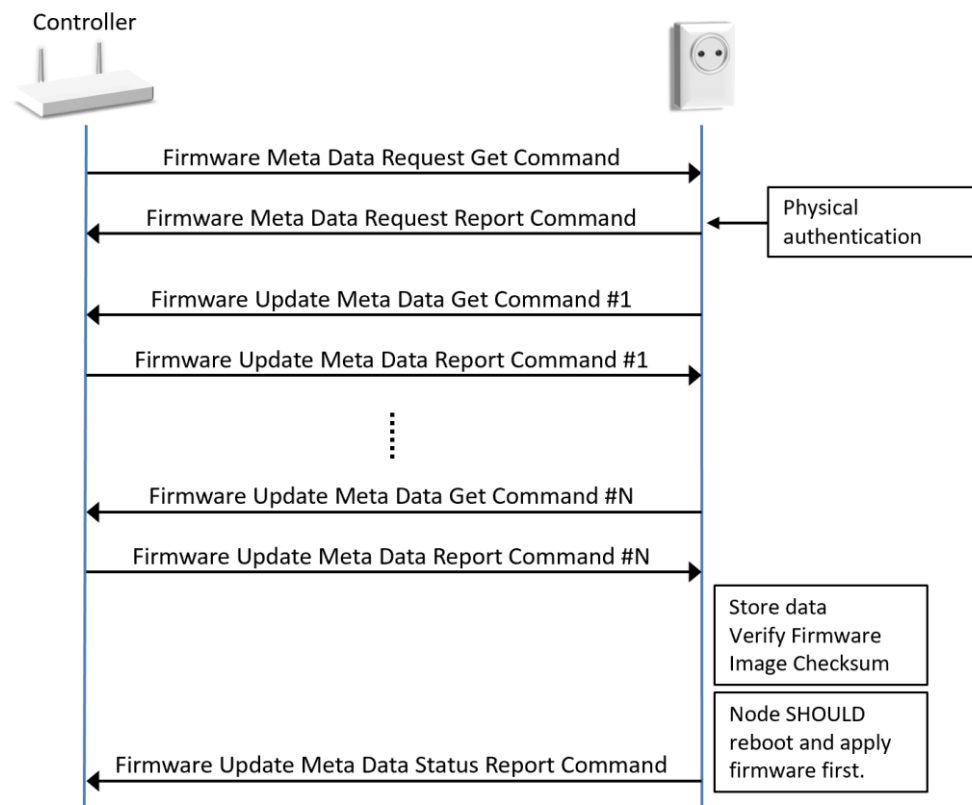 Controller
Firmware Meta Data Request Get Command
Physical
authentication
Firmware Meta Data Request Report Command
Firmware Update Meta Data Get Command #1
Firmware Update Meta Data Report Command #1
Firmware Update Meta Data Get Command #N
Firmware Update Meta Data Report Command #N
Store data
Verify Firmware
Image Checksum
Node SHOULD
reboot and apply
firmware first.
Firmware Update Meta Data Status Report Command